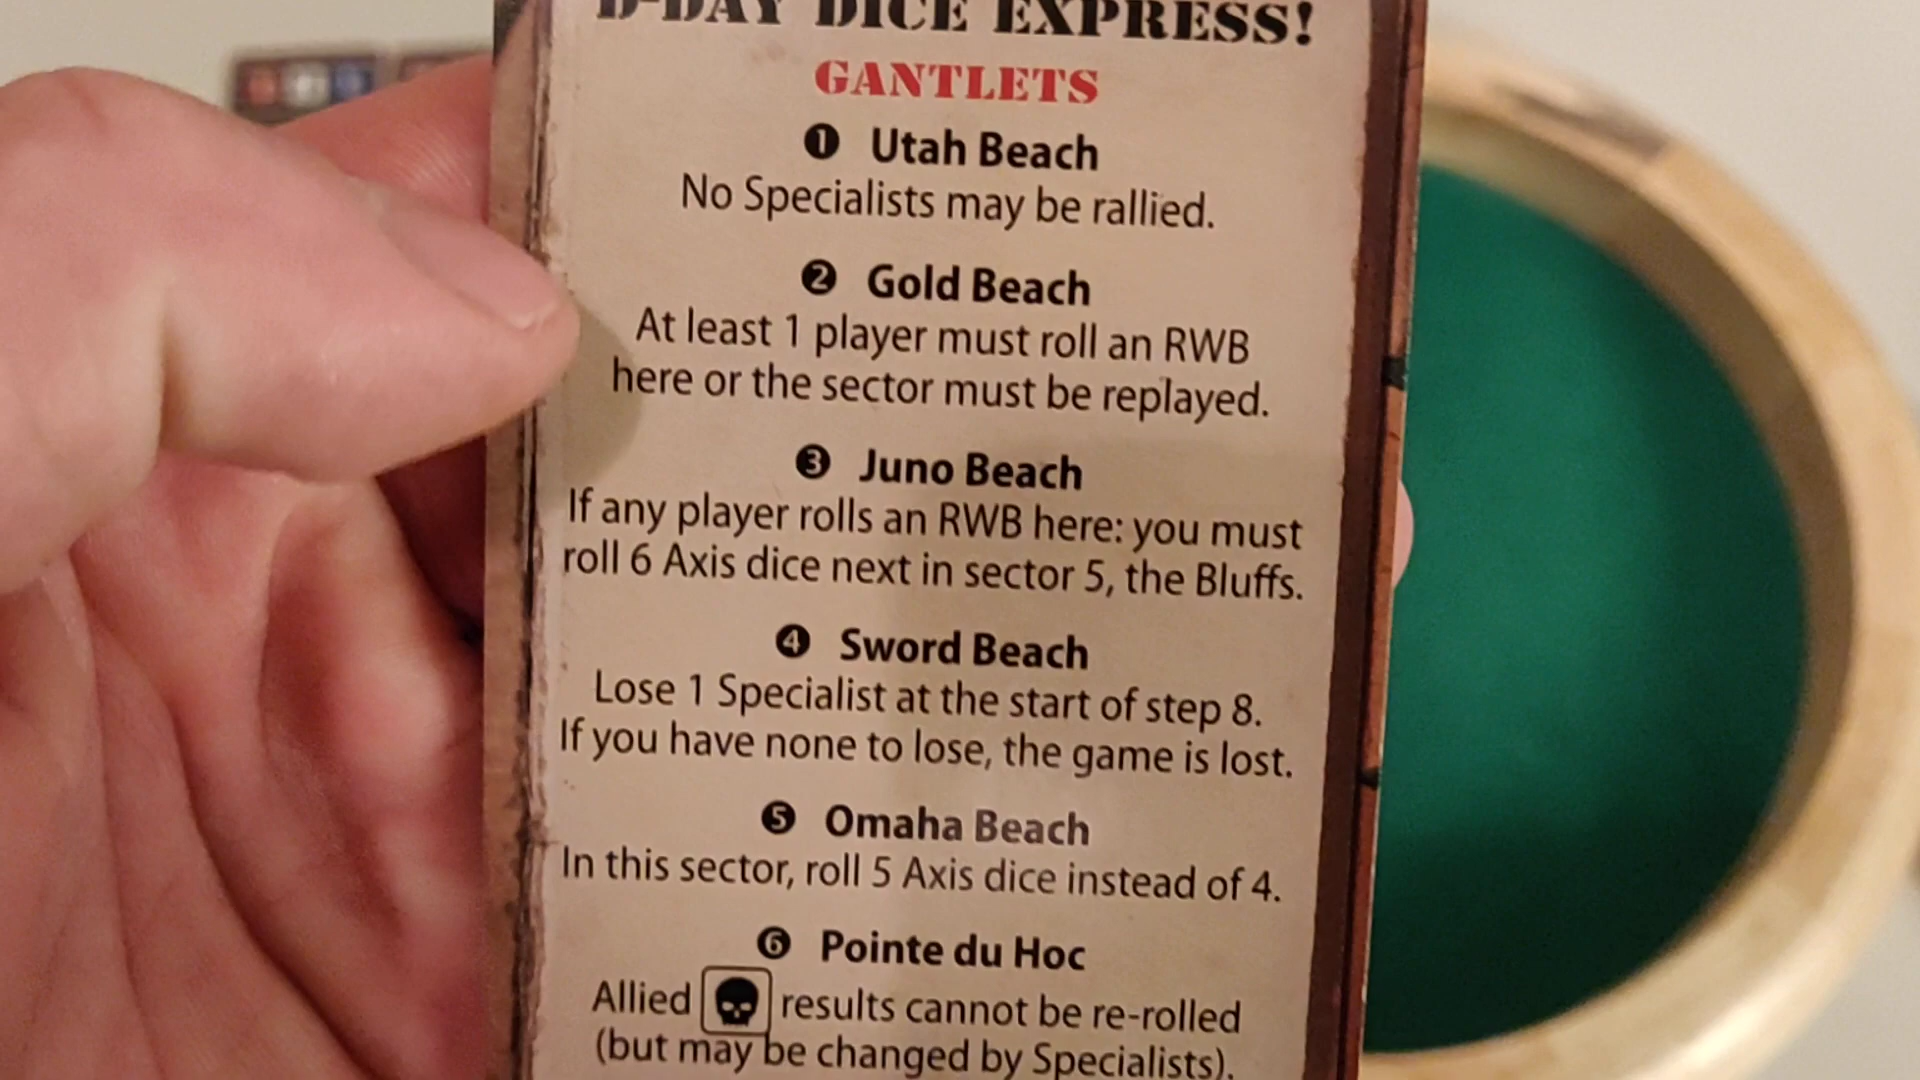 D-DAY DICE EXPRESS!
GANTLETS
❶ Utah Beach
No Specialists may be rallied.
❷ Gold Beach
At least 1 player must roll an RWB
here or the sector must be replayed.
❸ Juno Beach
If any player rolls an RWB here: you must
roll 6 Axis dice next in sector 5, the Bluffs.
❹ Sword Beach
Lose 1 Specialist at the start of step 8.
If you have none to lose, the game is lost.
❺ Omaha Beach
In this sector, roll 5 Axis dice instead of 4.
❻ Pointe du Hoc
Allied results cannot be re-rolled
(but may be changed by Specialists).